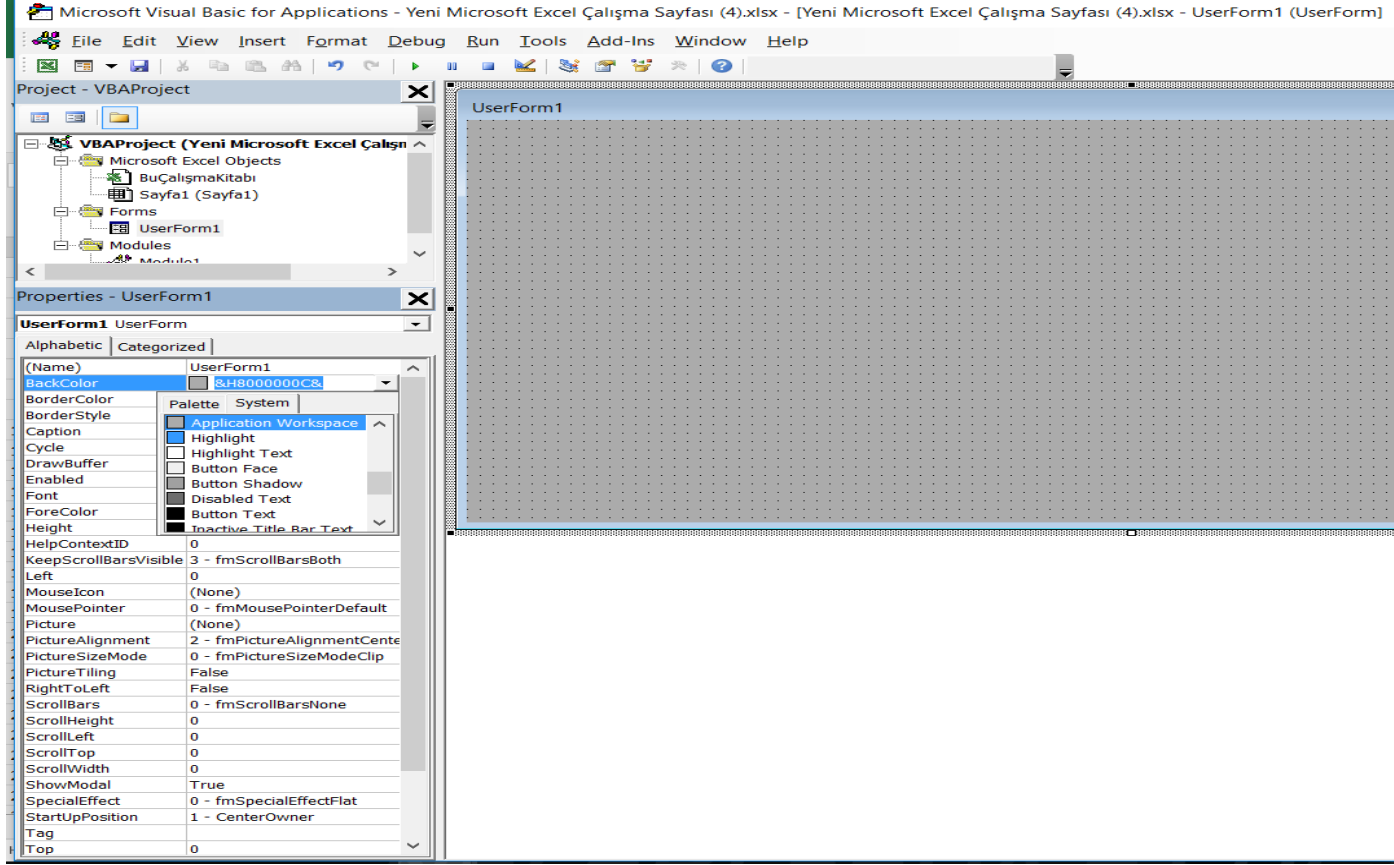 Microsoft Visual Basic for Applications - Yeni Microsoft Excel Çalışma Sayfası (4).xlsx - [Yeni Microsoft Excel Çalışma Sayfası (4).xlsx - UserForm1 (UserForm]
File Edit View Insert Format Debug Run Tools Add-Ins Window Help
Project - VBAProject
VBAProject (Yeni Microsoft Excel Çalışn
Microsoft Excel Objects
BuÇalışmaKitabı
Sayfa1 (Sayfa1)
Forms
UserForm1
Modules
Module1
Properties - UserForm1
UserForm1 UserForm
Alphabetic Categorized
(Name) UserForm1
BackColor &H8000000C&
BorderColor
BorderStyle
Caption
Cycle
DrawBuffer
Enabled
Font
ForeColor
Height
Palette System
Application Workspace
Highlight
Highlight Text
Button Face
Button Shadow
Disabled Text
Button Text
Inactive Title Bar Text
HelpContextID 0
KeepScrollBarsVisible 3 - fmScrollBarsBoth
Left 0
MouseIcon (None)
MousePointer 0 - fmMousePointerDefault
Picture (None)
PictureAlignment 2 - fmPictureAlignmentCente
PictureSizeMode 0 - fmPictureSizeModeClip
PictureTiling False
RightToLeft False
ScrollBars 0 - fmScrollBarsNone
ScrollHeight 0
ScrollLeft 0
ScrollTop 0
ScrollWidth 0
ShowModal True
SpecialEffect 0 - fmSpecialEffectFlat
StartUpPosition 1 - CenterOwner
Tag
Top 0
UserForm1